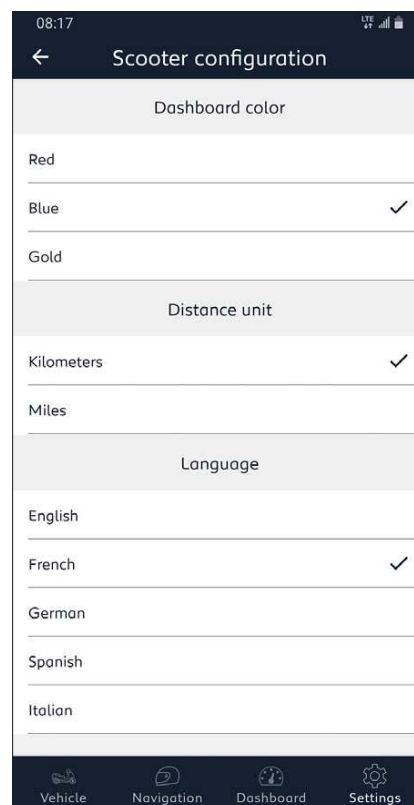 08:17 LTE
Scooter configuration
Dashboard color
Red
Blue
Gold
Distance unit
Kilometers
Miles
Language
English
French
German
Spanish
Italian
Vehicle Navigation Dashboard Settings